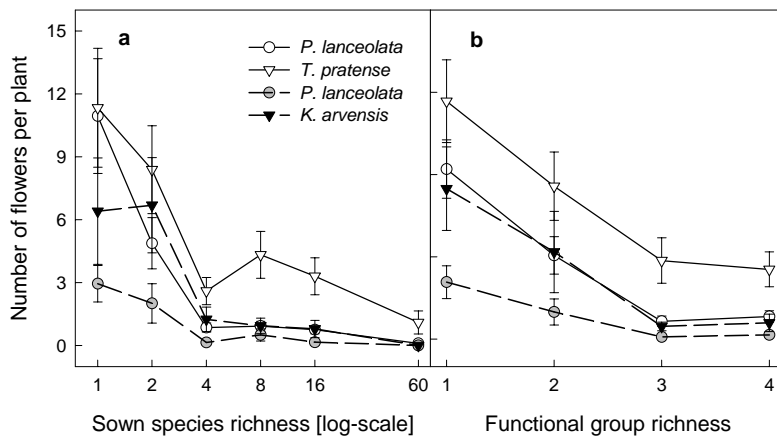 a
b
P. lanceolata
T. pratense
P. lanceolata
K. arvensis
Number of flowers per plant
15
12
9
6
3
0
1 2 4 8 16 60
1 2 3 4
Sown species richness [log-scale]
Functional group richness